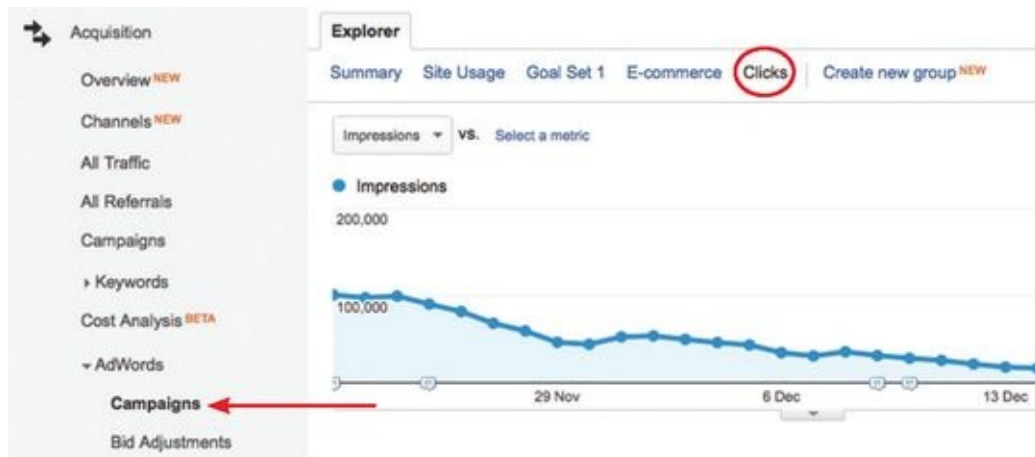 Acquisition
Overview NEW
Channels NEW
All Traffic
All Referrals
Campaigns
Keywords
Cost Analysis BETA
AdWords
Campaigns
Bid Adjustments
Explorer
Summary Site Usage Goal Set 1 E-commerce Clicks Create new group NEW
Impressions VS. Select a metric
Impressions
200,000
100,000
29 Nov 6 Dec 13 Dec